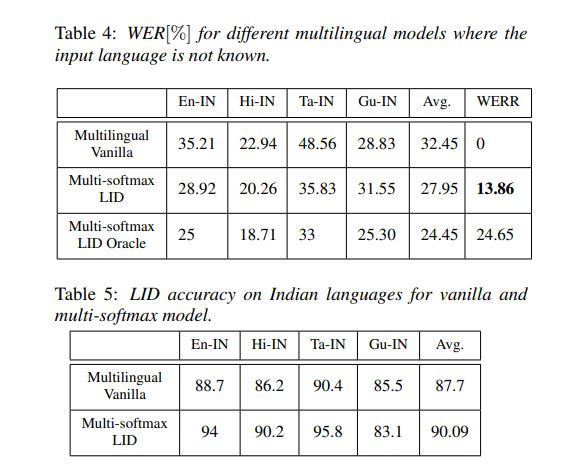 Table 4: WER[%] for different multilingual models where the
input language is not known.
En-IN Hi-IN Ta-IN Gu-IN Avg. WERR
Multilingual
Vanilla
35.21 22.94 48.56 28.83 32.45 0
Multi-softmax
LID
28.92 20.26 35.83 31.55 27.95 13.86
Multi-softmax
LID Oracle
25 18.71 33 25.30 24.45 24.65
Table 5: LID accuracy on Indian languages for vanilla and
multi-softmax model.
En-IN Hi-IN Ta-IN Gu-IN Avg.
Multilingual
Vanilla
88.7 86.2 90.4 85.5 87.7
Multi-softmax
LID
94 90.2 95.8 83.1 90.09